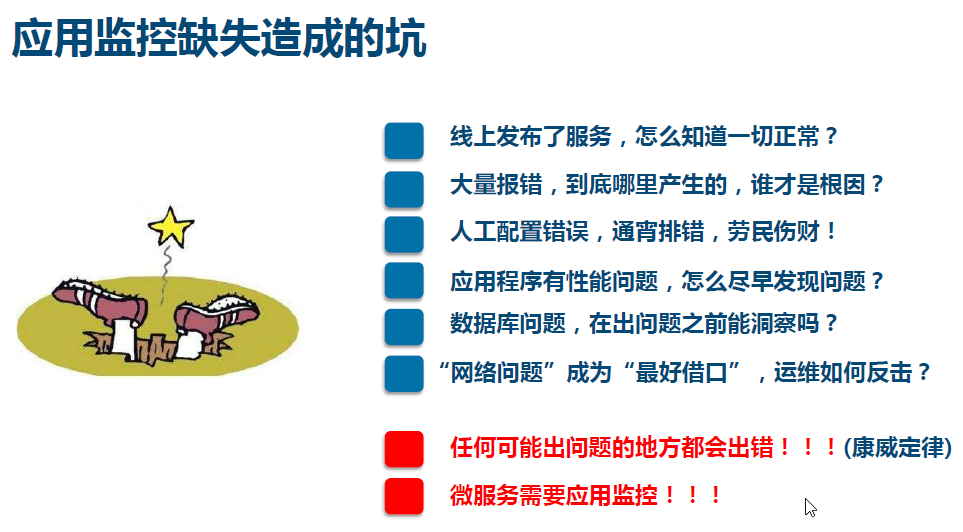 应用监控缺失造成的坑
线上发布了服务，怎么知道一切正常？
大量报错，到底哪里产生的，谁才是根因？
人工配置错误，通宵排错，劳民伤财！
应用程序有性能问题，怎么尽早发现问题？
数据库问题，在出问题之前能洞察吗？
“网络问题”成为“最好借口”，运维如何反击？
任何可能出问题的地方都会出错！！！(康威定律)
微服务需要应用监控！！！